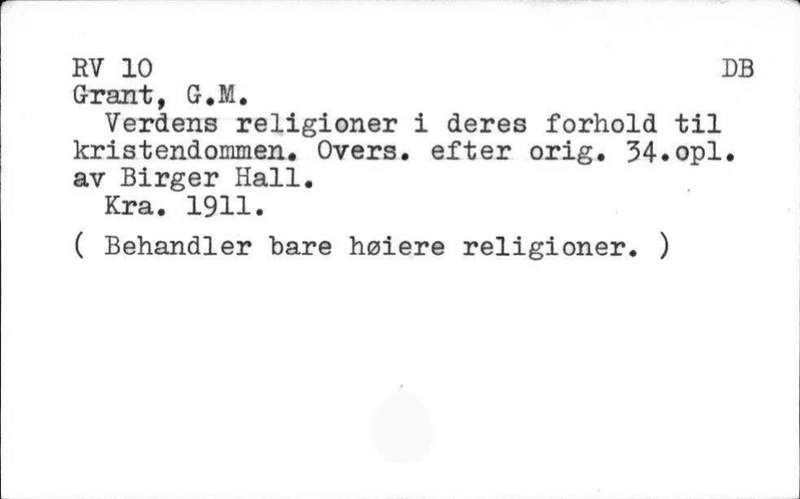 RV 10 DB
Grant, G.M.
Verdens religioner i deres forhold til
kristendommen. Overs. efter orig. 34.opl.
av Birger Hall.
Kra. 1911.
( Behandler bare høiere religioner. )